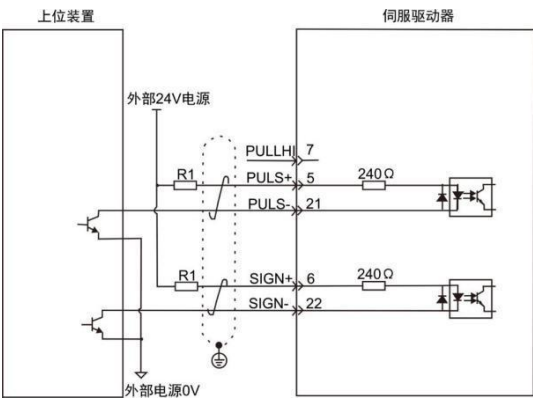 上位装置
伺服驱动器
外部24V电源
PULLHI 7
R1 PULS+ 5 240Ω
PULS- 21
R1 SIGN+ 6 240Ω
SIGN- 22
外部电源0V